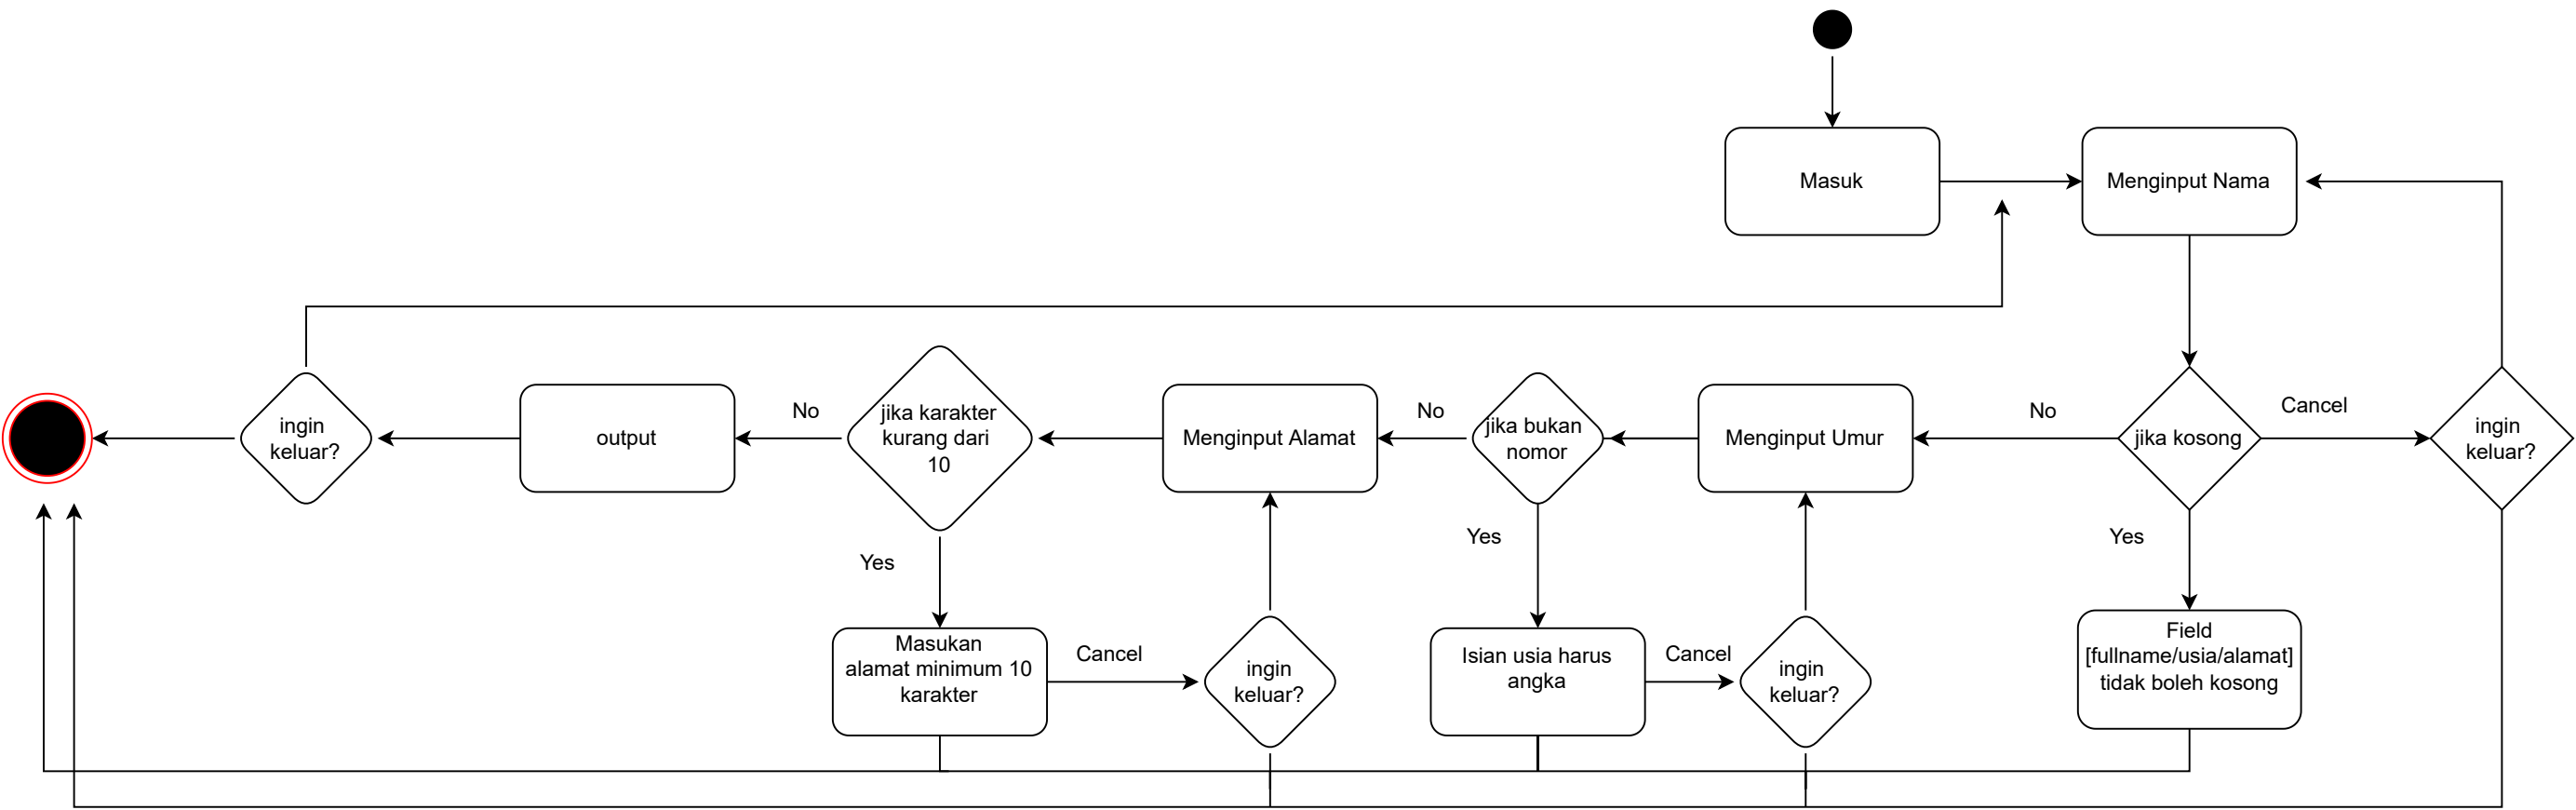 Masuk
Menginput Nama
ingin
keluar?
output
jika karakter
kurang dari
10
Menginput Alamat
jika bukan
nomor
Menginput Umur
jika kosong
ingin
keluar?
No
No
No
Cancel
Yes
Yes
Yes
Masukan
alamat minimum 10
karakter
Cancel
ingin
keluar?
Isian usia harus
angka
Cancel
ingin
keluar?
Field
[fullname/usia/alamat]
tidak boleh kosong